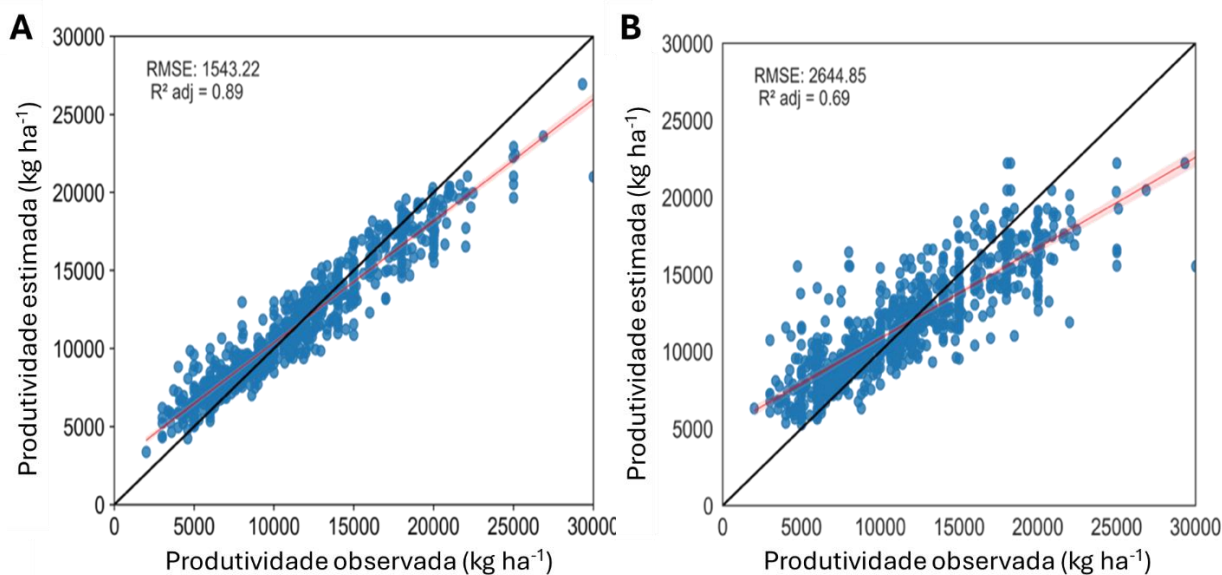 A
30000
RMSE: 1543.22
R² adj = 0.89
25000
20000
15000
10000
5000
0
0 5000 10000 15000 20000 25000 30000
Produtividade estimada (kg ha⁻¹)
Produtividade observada (kg ha⁻¹)
B
30000
RMSE: 2644.85
R² adj = 0.69
25000
20000
15000
10000
5000
0
0 5000 10000 15000 20000 25000 30000
Produtividade estimada (kg ha⁻¹)
Produtividade observada (kg ha⁻¹)